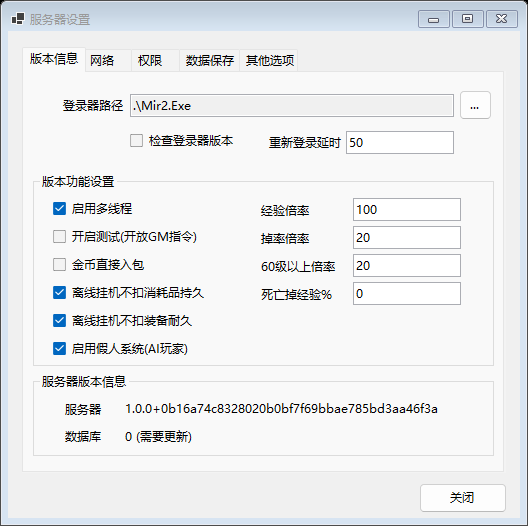 服务器设置
版本信息 网络 权限 数据保存 其他选项
登录器路径 .\Mir2.Exe ...
检查登录器版本 重新登录延时 50
版本功能设置
启用多线程 经验倍率 100
开启测试(开放GM指令) 掉率倍率 20
金币直接入包 60级以上倍率 20
离线挂机不扣消耗品持久 死亡掉经验% 0
离线挂机不扣装备耐久
启用假人系统(AI玩家)
服务器版本信息
服务器 1.0.0+0b16a74c8328020b0bf7f69bbae785bd3aa46f3a
数据库 0 (需要更新)
关闭